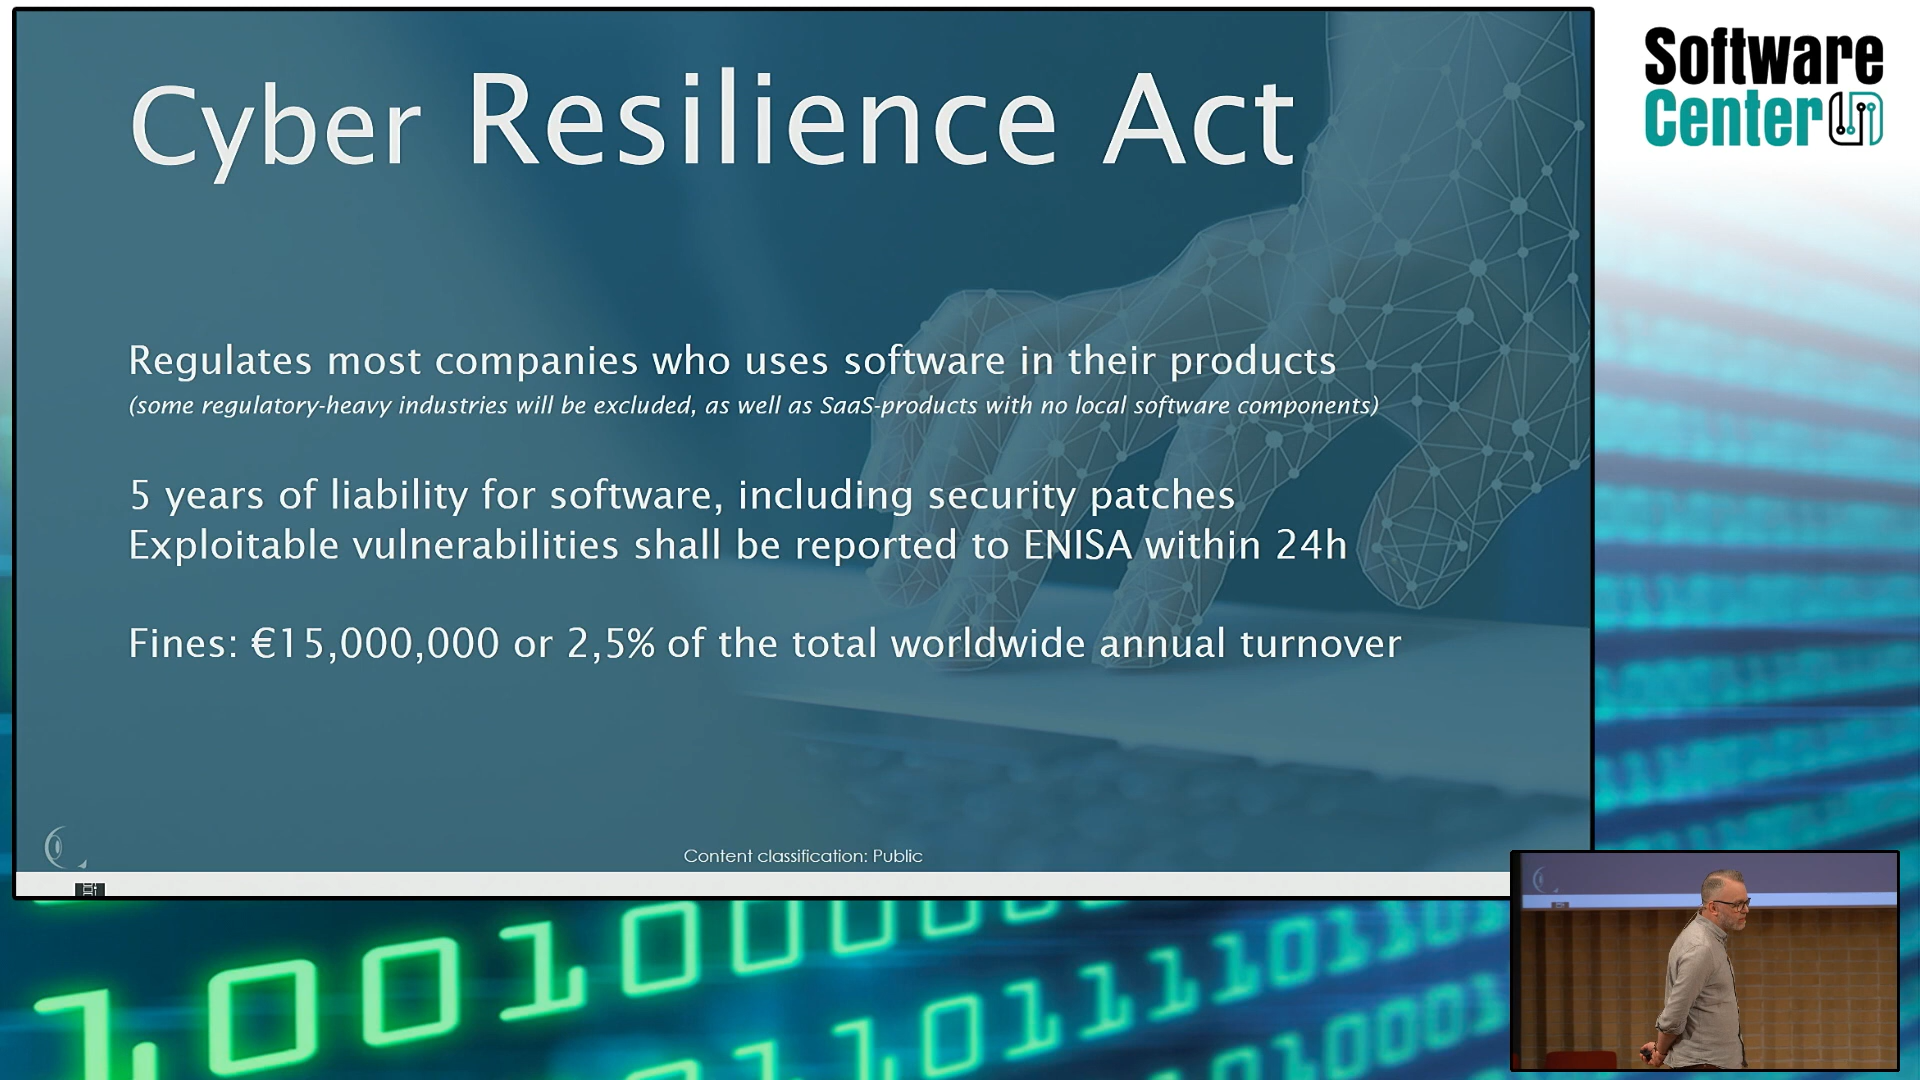 Cyber Resilience Act
Software
Center
Regulates most companies who uses software in their products
(some regulatory-heavy industries will be excluded, as well as SaaS-products with no local software components)
5 years of liability for software, including security patches
Exploitable vulnerabilities shall be reported to ENISA within 24h
Fines: €15,000,000 or 2,5% of the total worldwide annual turnover
Content classification: Public